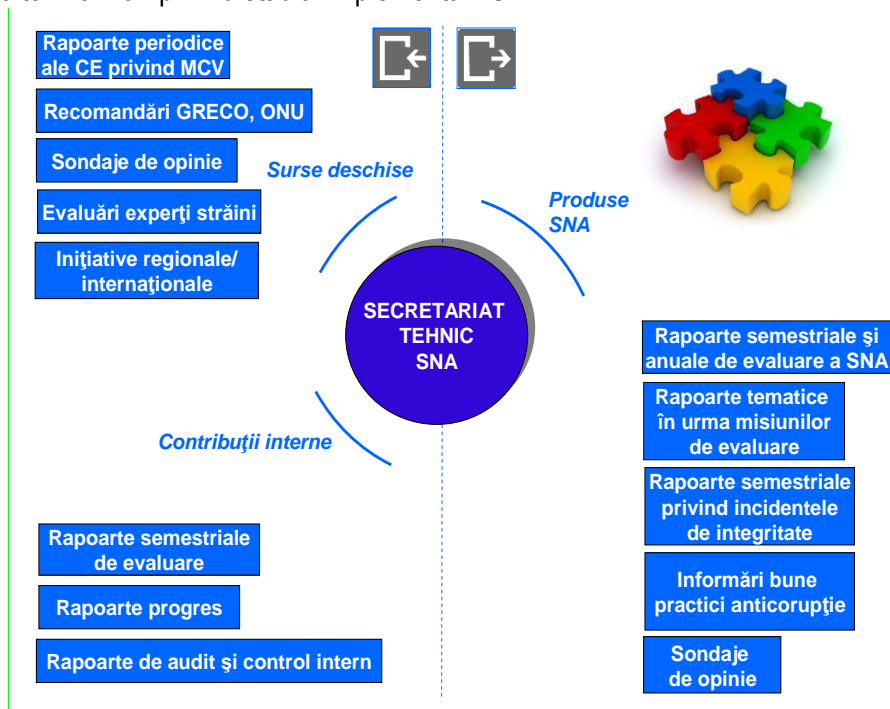 Rapoarte periodice
ale CE privind MCV
Recomandări GRECO, ONU
Sondaje de opinie
Evaluări experţi străini
Iniţiative regionale/
internaţionale
Surse deschise
Produse
SNA
SECRETARIAT
TEHNIC
SNA
Contribuţii interne
Rapoarte semestriale
de evaluare
Rapoarte progres
Rapoarte de audit şi control intern
Rapoarte semestriale şi
anuale de evaluare a SNA
Rapoarte tematice
în urma misiunilor
de evaluare
Rapoarte semestriale
privind incidentele
de integritate
Informări bune
practici anticorupţie
Sondaje
de opinie